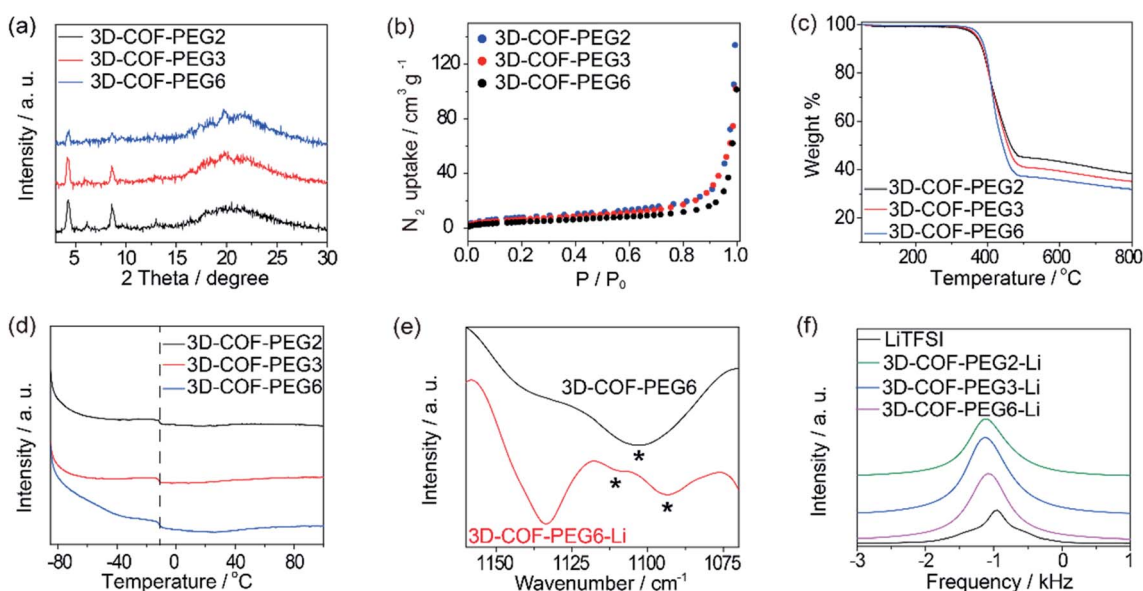 (a)
3D-COF-PEG2
3D-COF-PEG3
3D-COF-PEG6
Intensity / a. u.
5 10 15 20 25 30
2 Theta / degree
(b)
3D-COF-PEG2
3D-COF-PEG3
3D-COF-PEG6
N₂ uptake / cm³ g⁻¹
120
80
40
0
0.0 0.2 0.4 0.6 0.8 1.0
P / P₀
(c)
100
80
60
40
20
Weight %
3D-COF-PEG2
3D-COF-PEG3
3D-COF-PEG6
200 400 600 800
Temperature / °C
(d)
3D-COF-PEG2
3D-COF-PEG3
3D-COF-PEG6
Intensity / a. u.
-80 -40 0 40 80
Temperature / °C
(e)
3D-COF-PEG6
*
* *
3D-COF-PEG6-Li
Intensity / a. u.
1150 1125 1100 1075
Wavenumber / cm⁻¹
(f)
LiTFSI
3D-COF-PEG2-Li
3D-COF-PEG3-Li
3D-COF-PEG6-Li
Intensity / a. u.
-3 -2 -1 0 1
Frequency / kHz